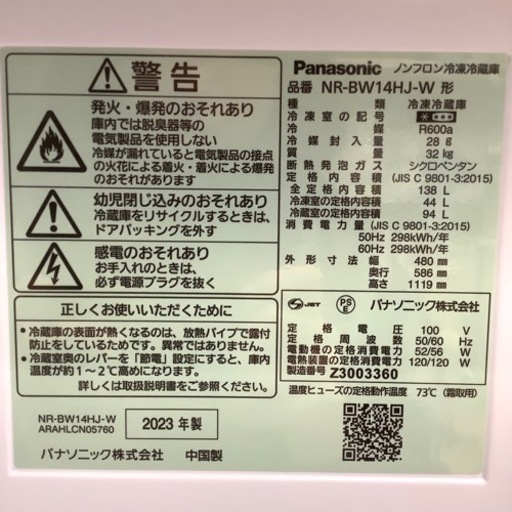 警告
発火・爆発のおそれあり
庫内では脱臭器等の
電気製品を使用しない
冷媒が漏れていると電気製品の接点
の火花による着火・着火による爆発
のおそれあり
幼児閉じ込みのおそれあり
冷蔵庫をリサイクルするときは、
ドアパッキングを外す
感電のおそれあり
お手入れのときは、
必ず電源プラグを抜く
正しくお使いいただくために
・冷蔵庫の表面が熱くなるのは、放熱パイプで露付
防止をしているためです。異常ではありません。
・冷蔵室奥のレバーを「節電」設定にすると、庫内
温度が約1~2℃高めになります。
詳しくは取扱説明書をご参照ください。
NR-BW14HJ-W
ARAHLCN05760
2023 年製
パナソニック株式会社 中国製
Panasonic ノンフロン冷凍冷蔵庫
品番 NR-BW14HJ-W 形
種類 冷凍冷蔵庫
冷凍室の記号
冷媒 R600a
冷媒封入量 28 g
質量 32 kg
断熱発泡ガス シクロペンタン
定格内容積 (JIS C 9801-3:2015)
全定格内容積 138 L
冷凍室の定格内容積 44 L
冷蔵室の定格内容積 94 L
消費電力量 (JIS C 9801-3:2015)
50Hz 298kWh/年
60Hz 298kWh/年
外形寸法 幅 480 mm
奥行 586 mm
高さ 1119 mm
JET PS E パナソニック株式会社
定格電圧 100 V
定格周波数 50/60 Hz
電動機の定格消費電力 52/56 W
電熱装置の定格消費電力 120/120 W
製造番号 Z3003360
温度ヒューズの定格動作温度 73℃ (霜取用)